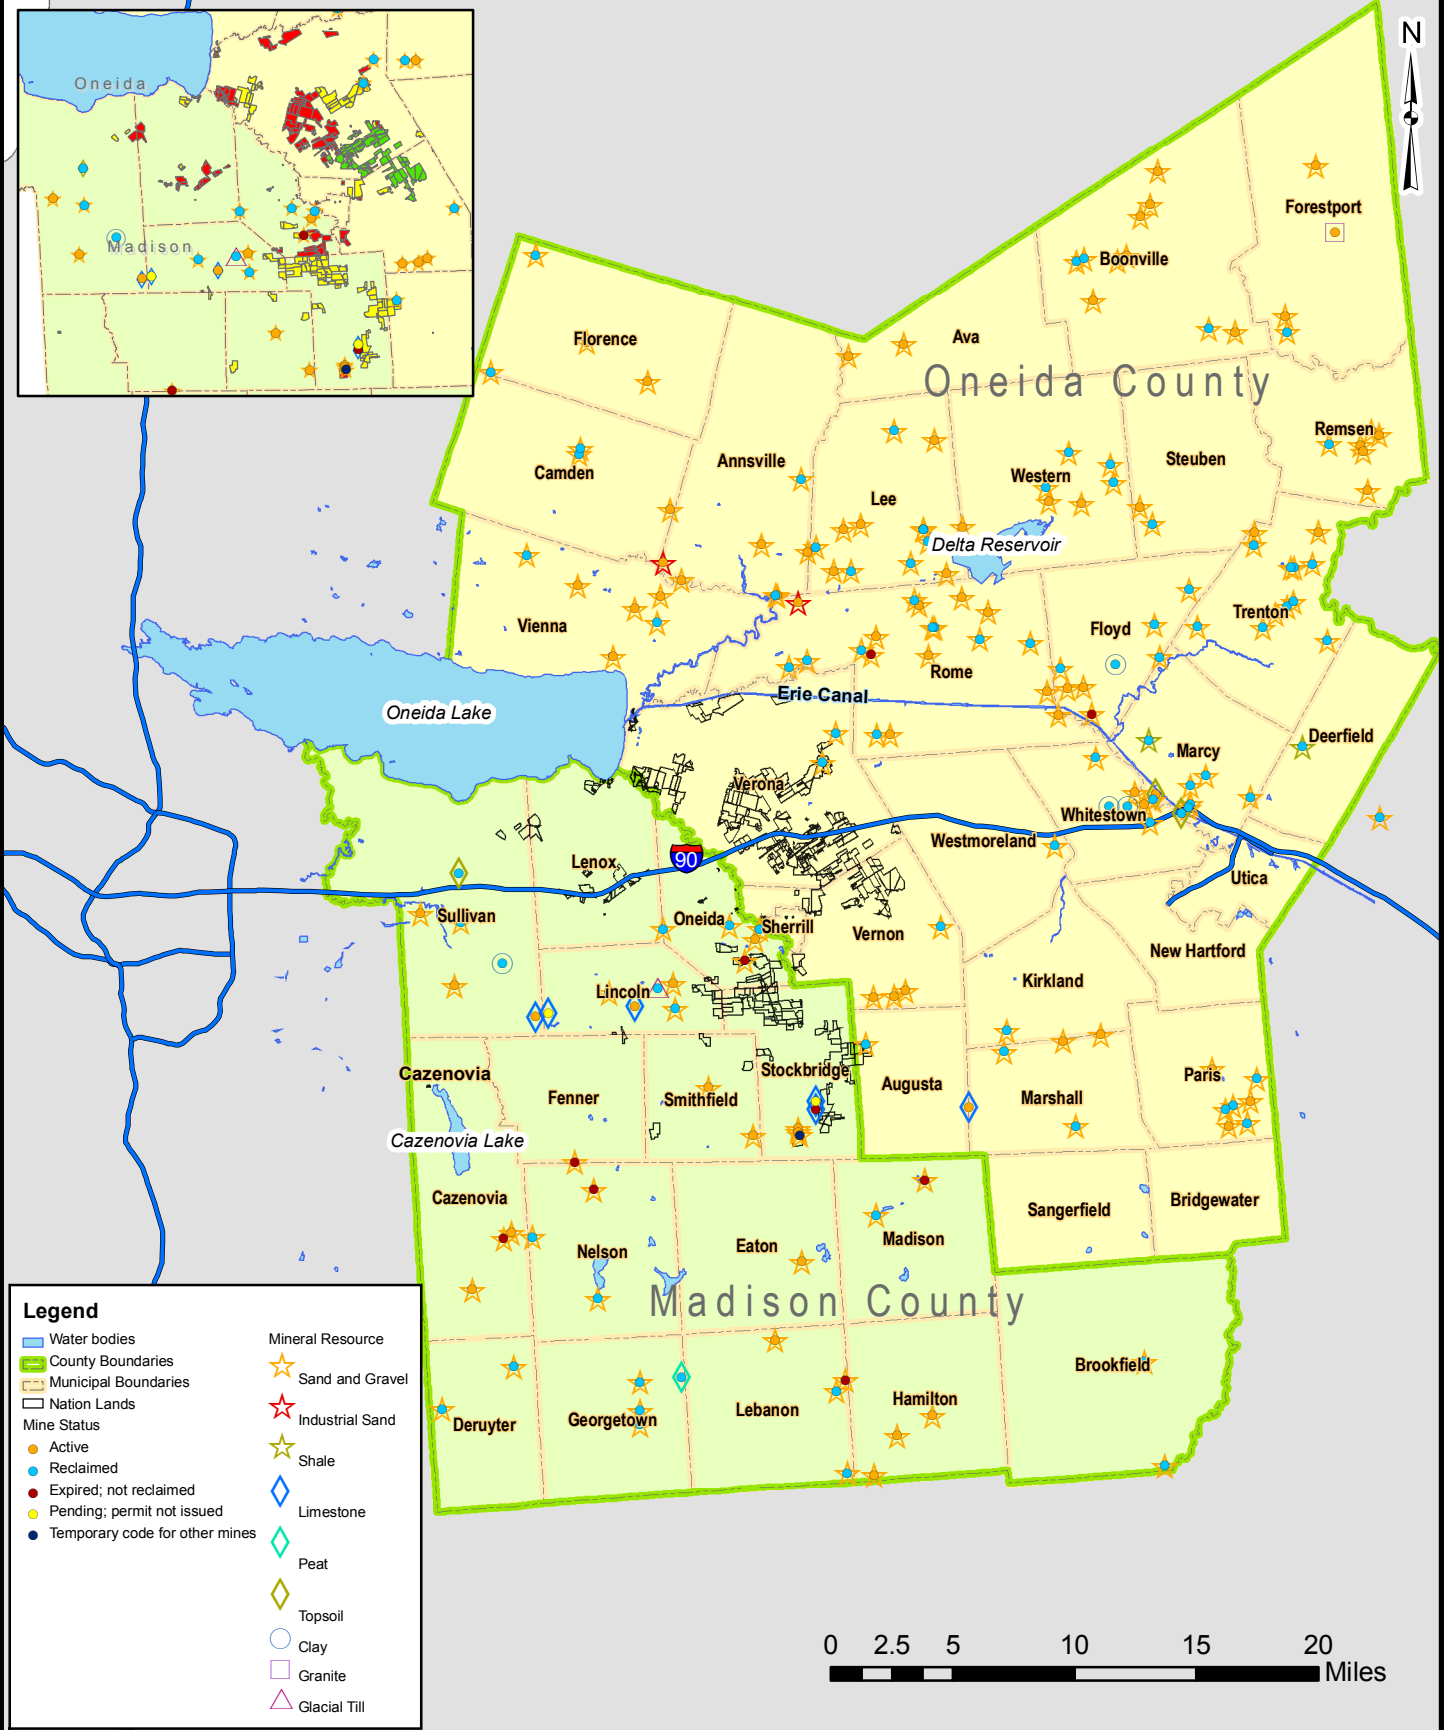 N
Oneida
Madison
Forestport
Boonville
Florence
Ava
Oneida County
Remsen
Camden
Annsville
Steuben
Western
Lee
Delta Reservoir
Vienna
Trenton
Floyd
Rome
Erie Canal
Oneida Lake
Deerfield
Marcy
Verona
Whitestown
Westmoreland
90
Lenox
Utica
Sullivan
Oneida
Sherrill
Vernon
New Hartford
Kirkland
Lincoln
Cazenovia
Stockbridge
Augusta
Paris
Fenner
Smithfield
Marshall
Cazenovia Lake
Cazenovia
Bridgewater
Sangerfield
Nelson
Eaton
Madison
Madison County
Brookfield
Hamilton
Lebanon
Georgetown
Deruyter
Legend
Water bodies
County Boundaries
Municipal Boundaries
Nation Lands
Mine Status
Active
Reclaimed
Expired; not reclaimed
Pending; permit not issued
Temporary code for other mines
Mineral Resource
Sand and Gravel
Industrial Sand
Shale
Limestone
Peat
Topsoil
Clay
Granite
Glacial Till
0 2.5 5 10 15 20
Miles